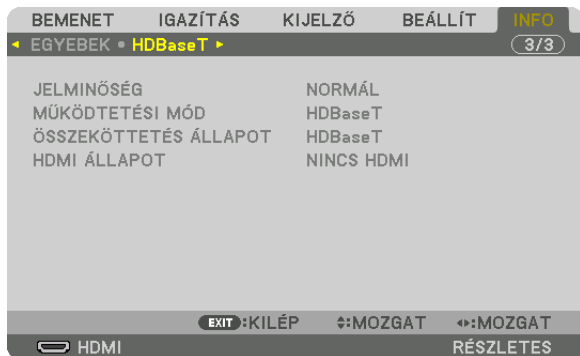 BEMENET IGAZÍTÁS KIJELZŐ BEÁLLÍT INFO
◂ EGYEBEK • HDBaseT ▸ 3/3
JELMINŐSÉG NORMÁL
MŰKÖDTETÉSI MÓD HDBaseT
ÖSSZEKÖTTETÉS ÁLLAPOT HDBaseT
HDMI ÁLLAPOT NINCS HDMI
EXIT:KILÉP ≑:MOZGAT ◂▸:MOZGAT
HDMI RÉSZLETES